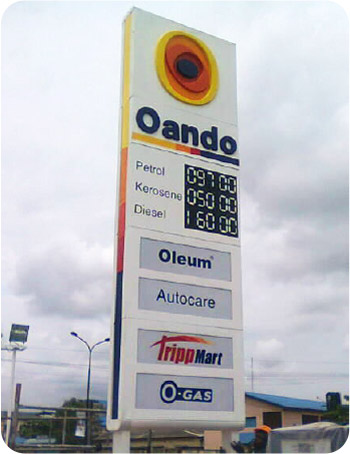 Oando
Petrol 097.00
Kerosene 050.00
Diesel 160.00
Oleum
Autocare
TrippMart
O-GAS